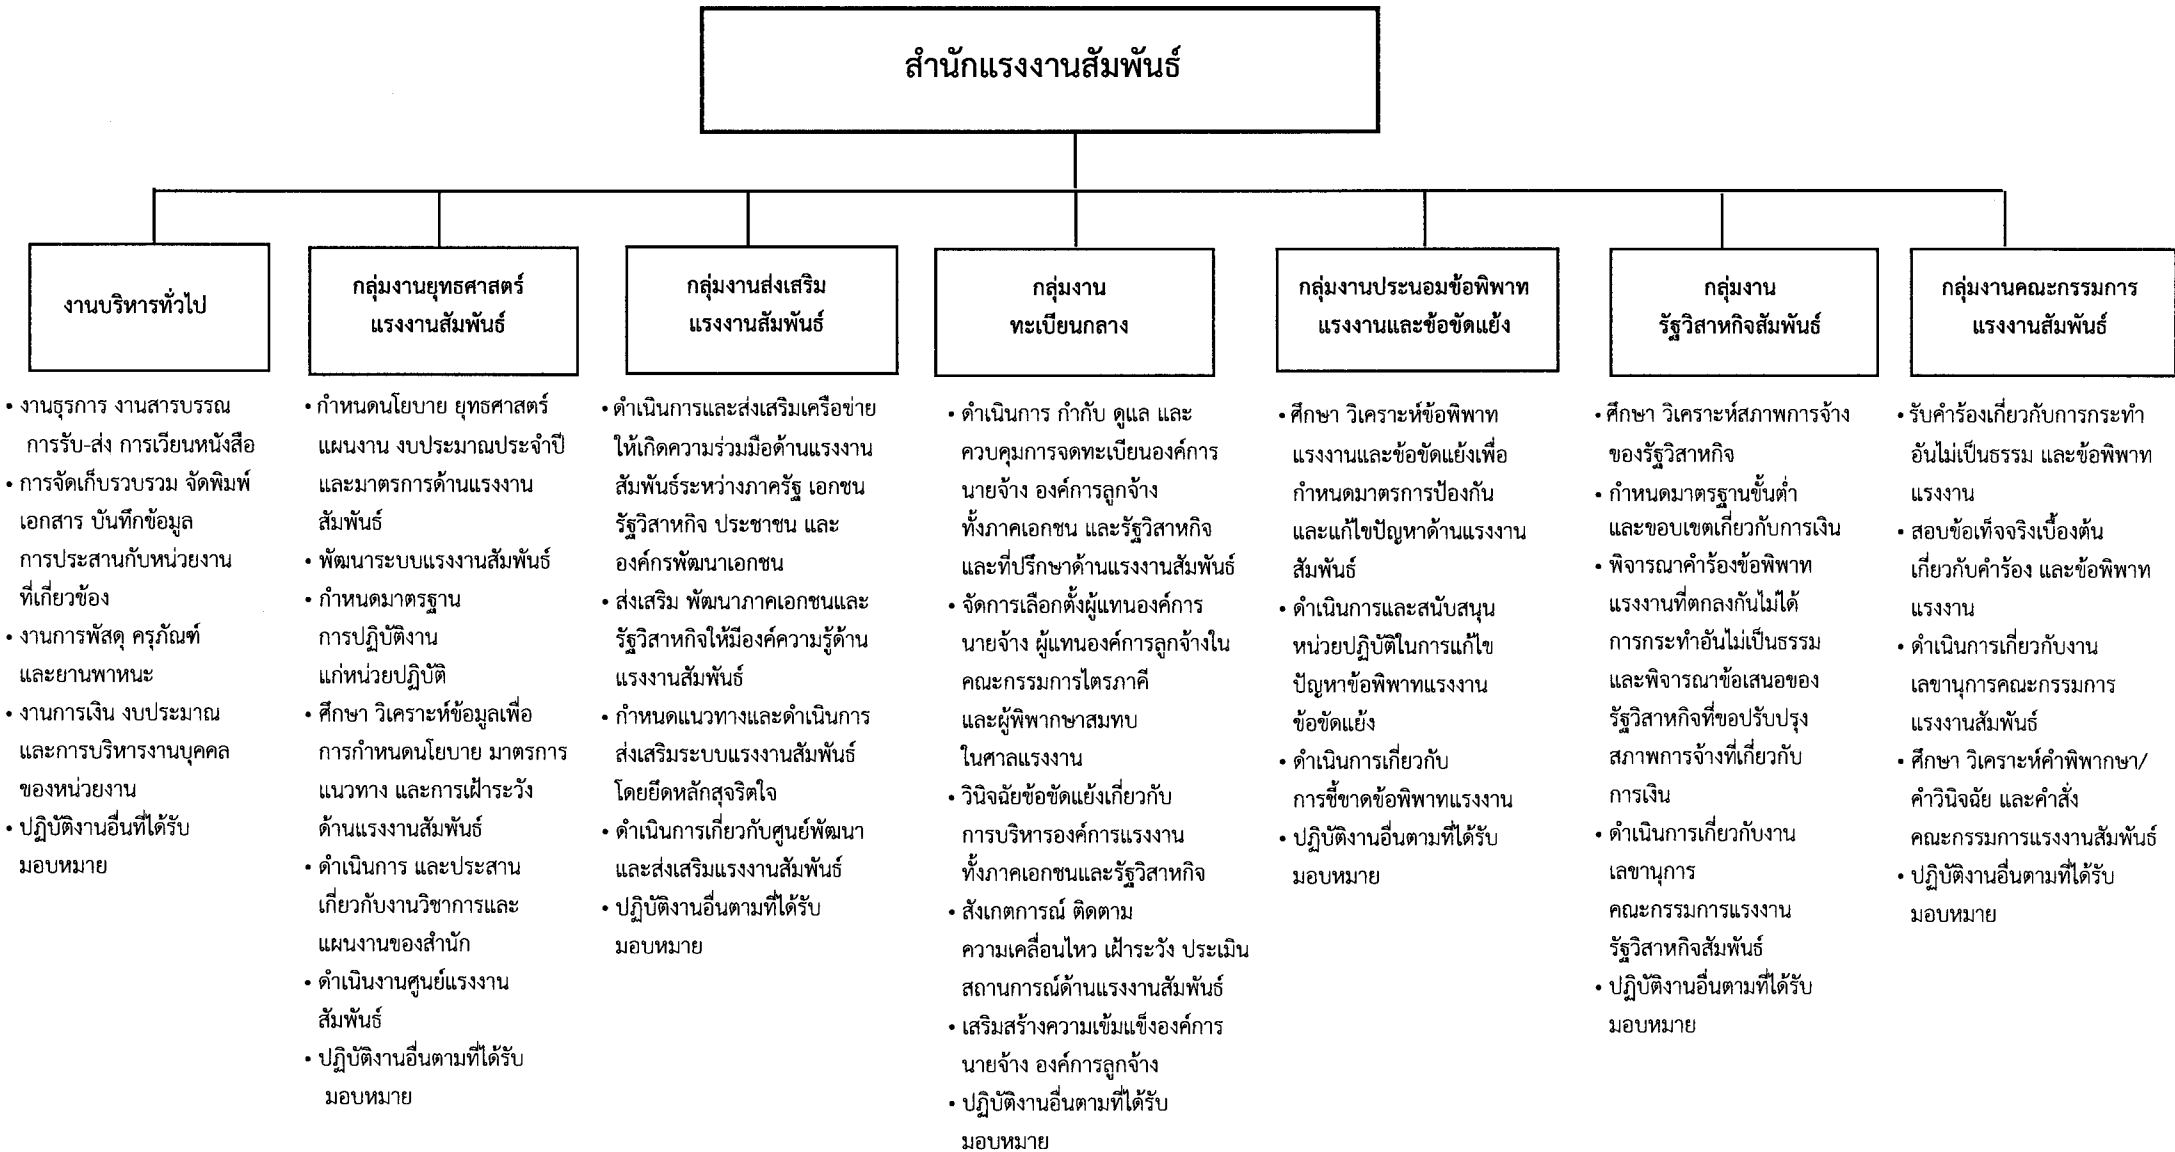 สำนักแรงงานสัมพันธ์
งานบริหารทั่วไป
• งานธุรการ งานสารบรรณ
การรับ-ส่ง การเวียนหนังสือ
• การจัดเก็บรวบรวม จัดพิมพ์
เอกสาร บันทึกข้อมูล
การประสานกับหน่วยงาน
ที่เกี่ยวข้อง
• งานการพัสดุ ครุภัณฑ์
และยานพาหนะ
• งานการเงิน งบประมาณ
และการบริหารงานบุคคล
ของหน่วยงาน
• ปฏิบัติงานอื่นที่ได้รับ
มอบหมาย
กลุ่มงานยุทธศาสตร์
แรงงานสัมพันธ์
• กำหนดนโยบาย ยุทธศาสตร์
แผนงาน งบประมาณประจำปี
และมาตรการด้านแรงงาน
สัมพันธ์
• พัฒนาระบบแรงงานสัมพันธ์
• กำหนดมาตรฐาน
การปฏิบัติงาน
แก่หน่วยปฏิบัติ
• ศึกษา วิเคราะห์ข้อมูลเพื่อ
การกำหนดนโยบาย มาตรการ
แนวทาง และการเฝ้าระวัง
ด้านแรงงานสัมพันธ์
• ดำเนินการ และประสาน
เกี่ยวกับงานวิชาการและ
แผนงานของสำนัก
• ดำเนินงานศูนย์แรงงาน
สัมพันธ์
• ปฏิบัติงานอื่นตามที่ได้รับ
มอบหมาย
กลุ่มงานส่งเสริม
แรงงานสัมพันธ์
• ดำเนินการและส่งเสริมเครือข่าย
ให้เกิดความร่วมมือด้านแรงงาน
สัมพันธ์ระหว่างภาครัฐ เอกชน
รัฐวิสาหกิจ ประชาชน และ
องค์กรพัฒนาเอกชน
• ส่งเสริม พัฒนาภาคเอกชนและ
รัฐวิสาหกิจให้มีองค์ความรู้ด้าน
แรงงานสัมพันธ์
• กำหนดแนวทางและดำเนินการ
ส่งเสริมระบบแรงงานสัมพันธ์
โดยยึดหลักสุจริตใจ
• ดำเนินการเกี่ยวกับศูนย์พัฒนา
และส่งเสริมแรงงานสัมพันธ์
• ปฏิบัติงานอื่นตามที่ได้รับ
มอบหมาย
กลุ่มงาน
ทะเบียนกลาง
• ดำเนินการ กำกับ ดูแล และ
ควบคุมการจดทะเบียนองค์การ
นายจ้าง องค์การลูกจ้าง
ทั้งภาคเอกชน และรัฐวิสาหกิจ
และที่ปรึกษาด้านแรงงานสัมพันธ์
• จัดการเลือกตั้งผู้แทนองค์การ
นายจ้าง ผู้แทนองค์การลูกจ้างใน
คณะกรรมการไตรภาคี
และผู้พิพากษาสมทบ
ในศาลแรงงาน
• วินิจฉัยข้อขัดแย้งเกี่ยวกับ
การบริหารองค์การแรงงาน
ทั้งภาคเอกชนและรัฐวิสาหกิจ
• สังเกตการณ์ ติดตาม
ความเคลื่อนไหว เฝ้าระวัง ประเมิน
สถานการณ์ด้านแรงงานสัมพันธ์
• เสริมสร้างความเข้มแข็งองค์การ
นายจ้าง องค์การลูกจ้าง
• ปฏิบัติงานอื่นตามที่ได้รับ
มอบหมาย
กลุ่มงานประนอมข้อพิพาท
แรงงานและข้อขัดแย้ง
• ศึกษา วิเคราะห์ข้อพิพาท
แรงงานและข้อขัดแย้งเพื่อ
กำหนดมาตรการป้องกัน
และแก้ไขปัญหาด้านแรงงาน
สัมพันธ์
• ดำเนินการและสนับสนุน
หน่วยปฏิบัติในการแก้ไข
ปัญหาข้อพิพาทแรงงาน
ข้อขัดแย้ง
• ดำเนินการเกี่ยวกับ
การชี้ขาดข้อพิพาทแรงงาน
• ปฏิบัติงานอื่นตามที่ได้รับ
มอบหมาย
กลุ่มงาน
รัฐวิสาหกิจสัมพันธ์
• ศึกษา วิเคราะห์สภาพการจ้าง
ของรัฐวิสาหกิจ
• กำหนดมาตรฐานขั้นต่ำ
และขอบเขตเกี่ยวกับการเงิน
• พิจารณาคำร้องข้อพิพาท
แรงงานที่ตกลงกันไม่ได้
การกระทำอันไม่เป็นธรรม
และพิจารณาข้อเสนอของ
รัฐวิสาหกิจที่ขอปรับปรุง
สภาพการจ้างที่เกี่ยวกับ
การเงิน
• ดำเนินการเกี่ยวกับงาน
เลขานุการ
คณะกรรมการแรงงาน
รัฐวิสาหกิจสัมพันธ์
• ปฏิบัติงานอื่นตามที่ได้รับ
มอบหมาย
กลุ่มงานคณะกรรมการ
แรงงานสัมพันธ์
• รับคำร้องเกี่ยวกับการกระทำ
อันไม่เป็นธรรม และข้อพิพาท
แรงงาน
• สอบข้อเท็จจริงเบื้องต้น
เกี่ยวกับคำร้อง และข้อพิพาท
แรงงาน
• ดำเนินการเกี่ยวกับงาน
เลขานุการคณะกรรมการ
แรงงานสัมพันธ์
• ศึกษา วิเคราะห์คำพิพากษา/
คำวินิจฉัย และคำสั่ง
คณะกรรมการแรงงานสัมพันธ์
• ปฏิบัติงานอื่นตามที่ได้รับ
มอบหมาย